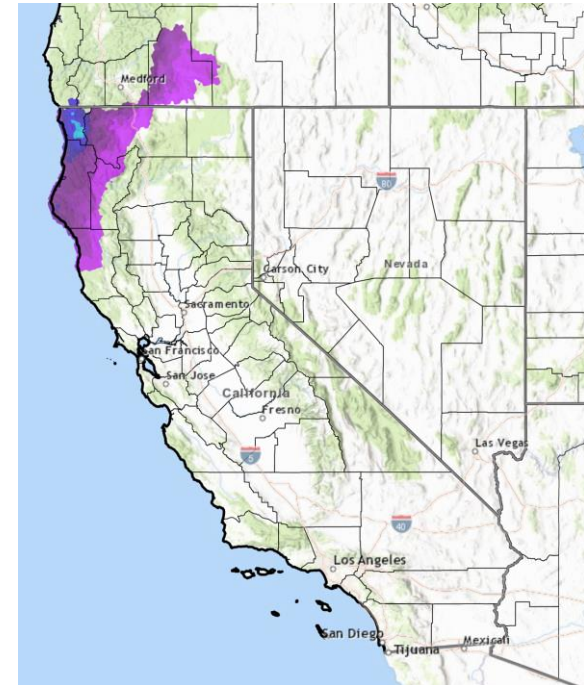 Medford
80
Carson City
Nevada
Sacramento
San Francisco
San Jose
California
Fresno
Las Vegas
5
40
Los Angeles
San Diego
Tijuana
Mexicali